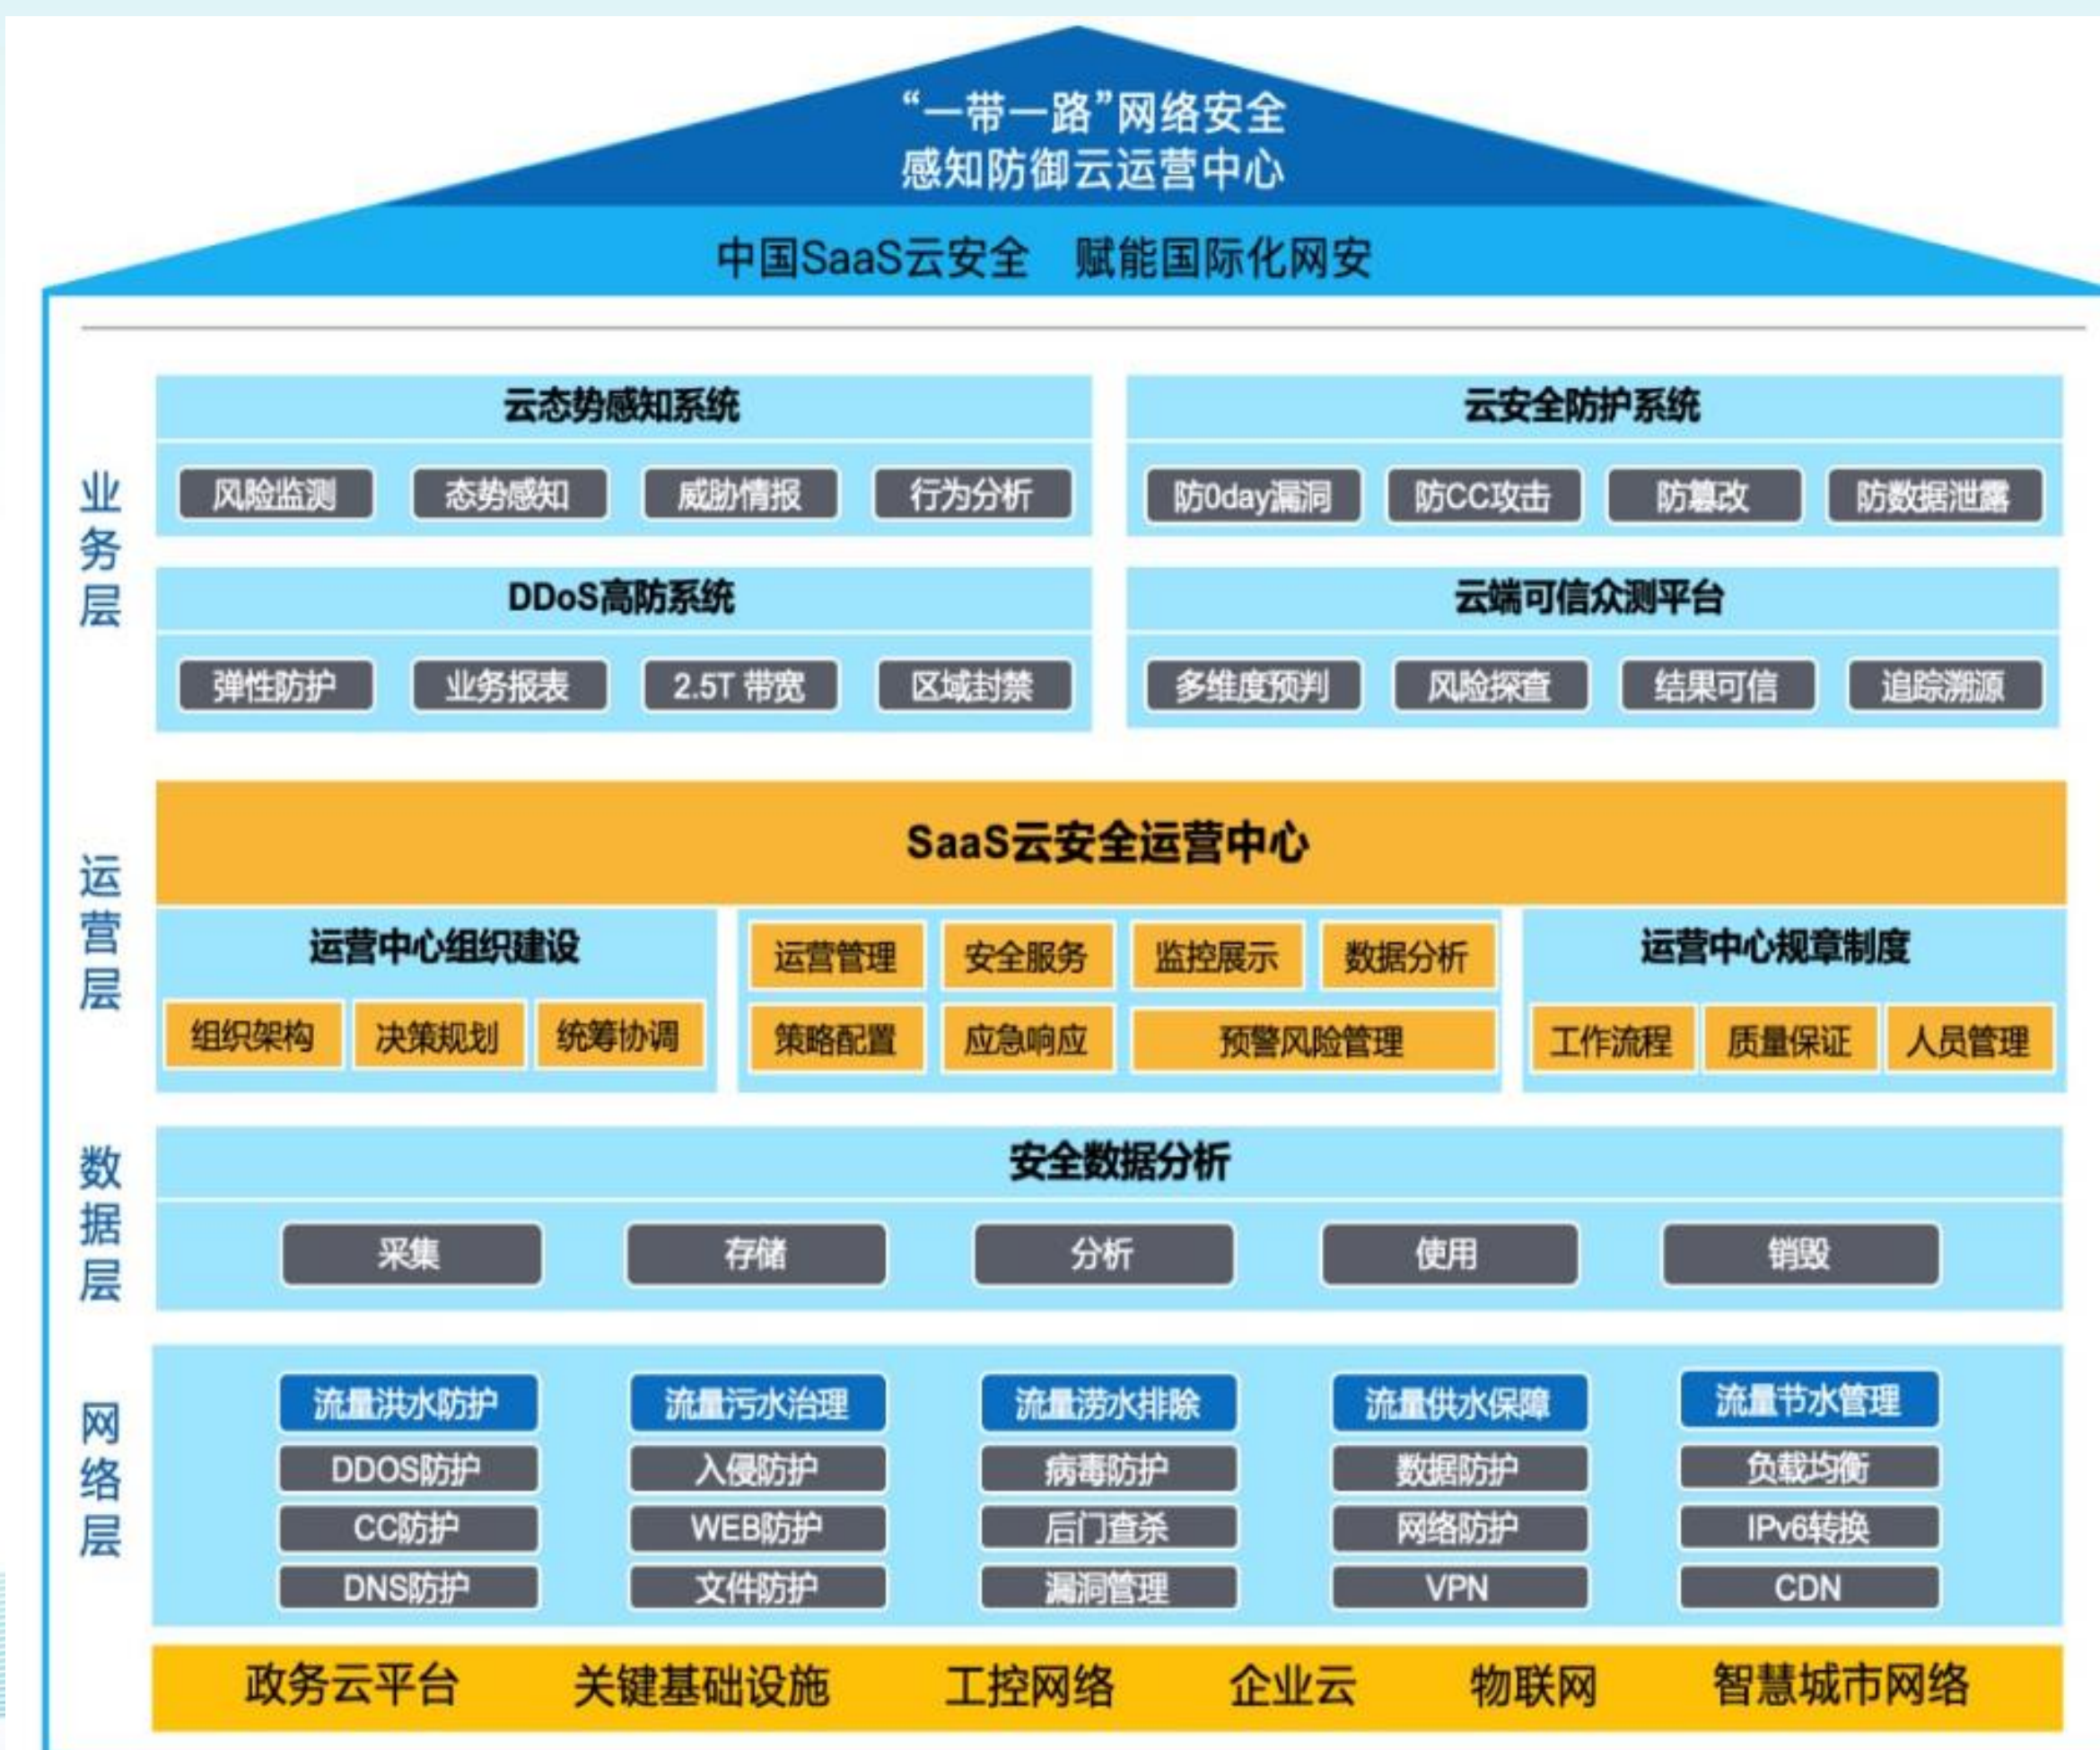 “一带一路”网络安全
感知防御云运营中心
中国SaaS云安全 赋能国际化网安
业务层
云态势感知系统
风险监测 态势感知 威胁情报 行为分析
云安全防护系统
防0day漏洞 防CC攻击 防篡改 防数据泄露
DDoS高防系统
弹性防护 业务报表 2.5T 带宽 区域封禁
云端可信众测平台
多维度预判 风险探查 结果可信 追踪溯源
运营层
SaaS云安全运营中心
运营中心组织建设
组织架构 决策规划 统筹协调
运营管理 安全服务 监控展示 数据分析
策略配置 应急响应 预警风险管理
运营中心规章制度
工作流程 质量保证 人员管理
数据层
安全数据分析
采集 存储 分析 使用 销毁
网络层
流量洪水防护 流量污水治理 流量涝水排除 流量供水保障 流量节水管理
DDOS防护 入侵防护 病毒防护 数据防护 负载均衡
CC防护 WEB防护 后门查杀 网络防护 IPv6转换
DNS防护 文件防护 漏洞管理 VPN CDN
政务云平台 关键基础设施 工控网络 企业云 物联网 智慧城市网络